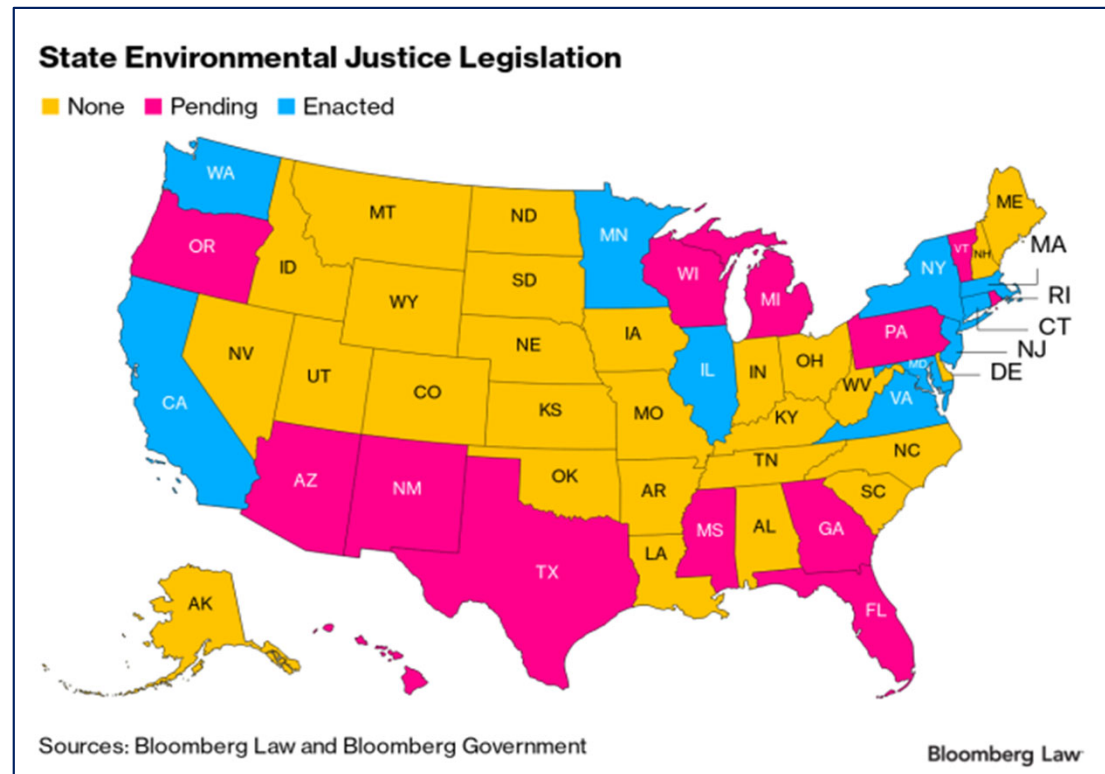 State Environmental Justice Legislation
None Pending Enacted
WA
MT
ND
MN
ME
OR
ID
SD
WI
MI
NY
VT
NH
MA
WY
RI
CT
NJ
DE
NV
UT
CO
NE
IA
IL
IN
OH
PA
MD
WV
VA
CA
KS
MO
KY
AZ
NM
OK
AR
TN
NC
SC
TX
LA
MS
AL
GA
FL
AK
Sources: Bloomberg Law and Bloomberg Government
Bloomberg Law